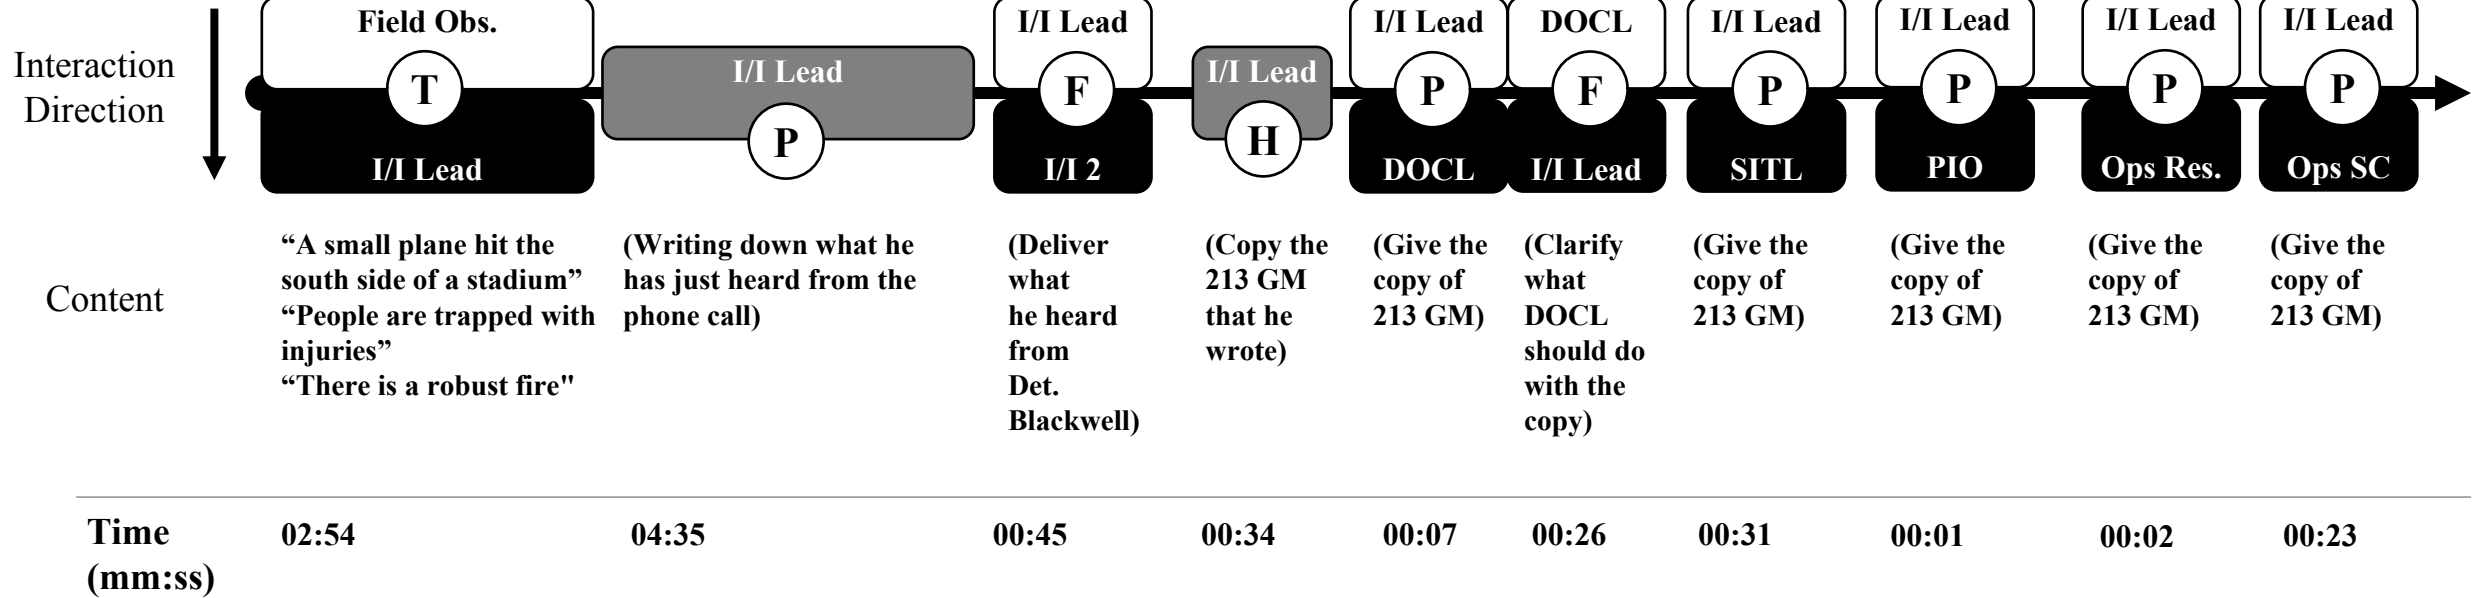 Interaction
Direction
Field Obs.
T
I/I Lead
I/I Lead
P
I/I Lead
F
I/I 2
I/I Lead
H
I/I Lead
P
DOCL
DOCL
F
I/I Lead
I/I Lead
P
SITL
I/I Lead
P
PIO
I/I Lead
P
Ops Res.
I/I Lead
P
Ops SC
Content
“A small plane hit the
south side of a stadium”
“People are trapped with
injuries”
“There is a robust fire"
(Writing down what he
has just heard from the
phone call)
(Deliver
what
he heard
from
Det.
Blackwell)
(Copy the
213 GM
that he
wrote)
(Give the
copy of
213 GM)
(Clarify
what
DOCL
should do
with the
copy)
(Give the
copy of
213 GM)
(Give the
copy of
213 GM)
(Give the
copy of
213 GM)
(Give the
copy of
213 GM)
Time
(mm:ss)
02:54
04:35
00:45
00:34
00:07
00:26
00:31
00:01
00:02
00:23